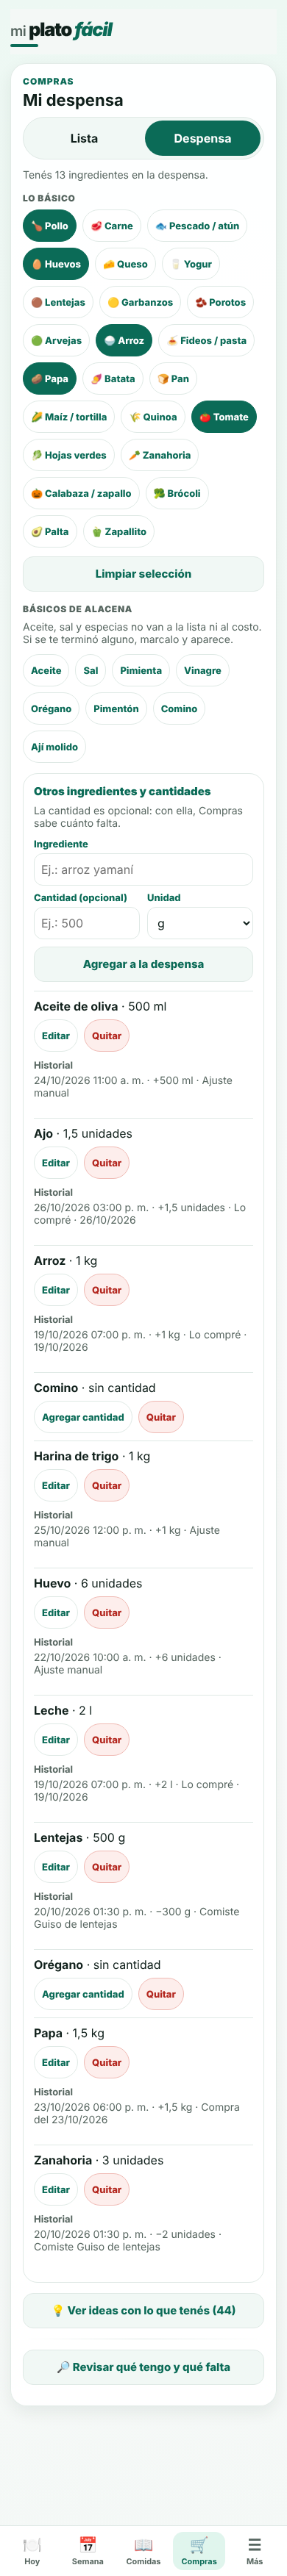 mi plato fácil
COMPRAS
Mi despensa
Lista
Despensa
Tenés 13 ingredientes en la despensa.
LO BÁSICO
🍗 Pollo
🥩 Carne
🐟 Pescado / atún
🥚 Huevos
🧀 Queso
🥛 Yogur
🟤 Lentejas
🟡 Garbanzos
🫘 Porotos
🟢 Arvejas
🍚 Arroz
🍝 Fideos / pasta
🥔 Papa
🍠 Batata
🍞 Pan
🌽 Maíz / tortilla
🌾 Quinoa
🍅 Tomate
🥬 Hojas verdes
🥕 Zanahoria
🎃 Calabaza / zapallo
🥦 Brócoli
🥑 Palta
🫑 Zapallito
Limpiar selección
BÁSICOS DE ALACENA
Aceite, sal y especias no van a la lista ni al costo.
Si se te terminó alguno, marcalo y aparece.
Aceite
Sal
Pimienta
Vinagre
Orégano
Pimentón
Comino
Ají molido
Otros ingredientes y cantidades
La cantidad es opcional: con ella, Compras
sabe cuánto falta.
Ingrediente
Ej.: arroz yamaní
Cantidad (opcional)
Unidad
Ej.: 500
g
Agregar a la despensa
Aceite de oliva · 500 ml
Editar
Quitar
Historial
24/10/2026 11:00 a. m. · +500 ml · Ajuste
manual
Ajo · 1,5 unidades
Editar
Quitar
Historial
26/10/2026 03:00 p. m. · +1,5 unidades · Lo
compré · 26/10/2026
Arroz · 1 kg
Editar
Quitar
Historial
19/10/2026 07:00 p. m. · +1 kg · Lo compré ·
19/10/2026
Comino · sin cantidad
Agregar cantidad
Quitar
Harina de trigo · 1 kg
Editar
Quitar
Historial
25/10/2026 12:00 p. m. · +1 kg · Ajuste
manual
Huevo · 6 unidades
Editar
Quitar
Historial
22/10/2026 10:00 a. m. · +6 unidades ·
Ajuste manual
Leche · 2 l
Editar
Quitar
Historial
19/10/2026 07:00 p. m. · +2 l · Lo compré ·
19/10/2026
Lentejas · 500 g
Editar
Quitar
Historial
20/10/2026 01:30 p. m. · −300 g · Comiste
Guiso de lentejas
Orégano · sin cantidad
Agregar cantidad
Quitar
Papa · 1,5 kg
Editar
Quitar
Historial
23/10/2026 06:00 p. m. · +1,5 kg · Compra
del 23/10/2026
Zanahoria · 3 unidades
Editar
Quitar
Historial
20/10/2026 01:30 p. m. · −2 unidades ·
Comiste Guiso de lentejas
💡 Ver ideas con lo que tenés (44)
🔎 Revisar qué tengo y qué falta
Hoy
Semana
Comidas
Compras
Más